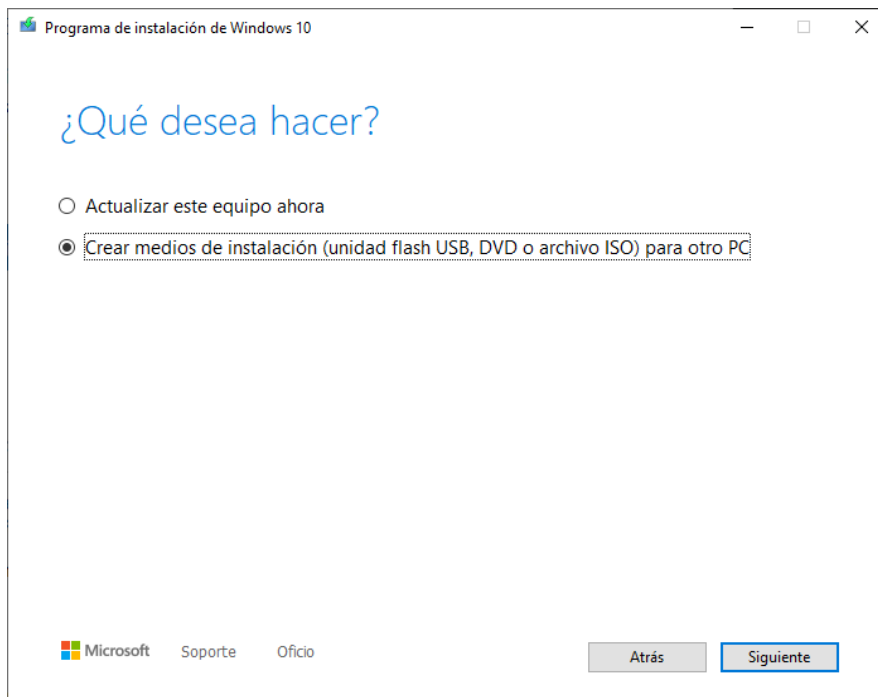 Programa de instalación de Windows 10
¿Qué desea hacer?
Actualizar este equipo ahora
Crear medios de instalación (unidad flash USB, DVD o archivo ISO) para otro PC
Microsoft Soporte Oficio Atrás Siguiente